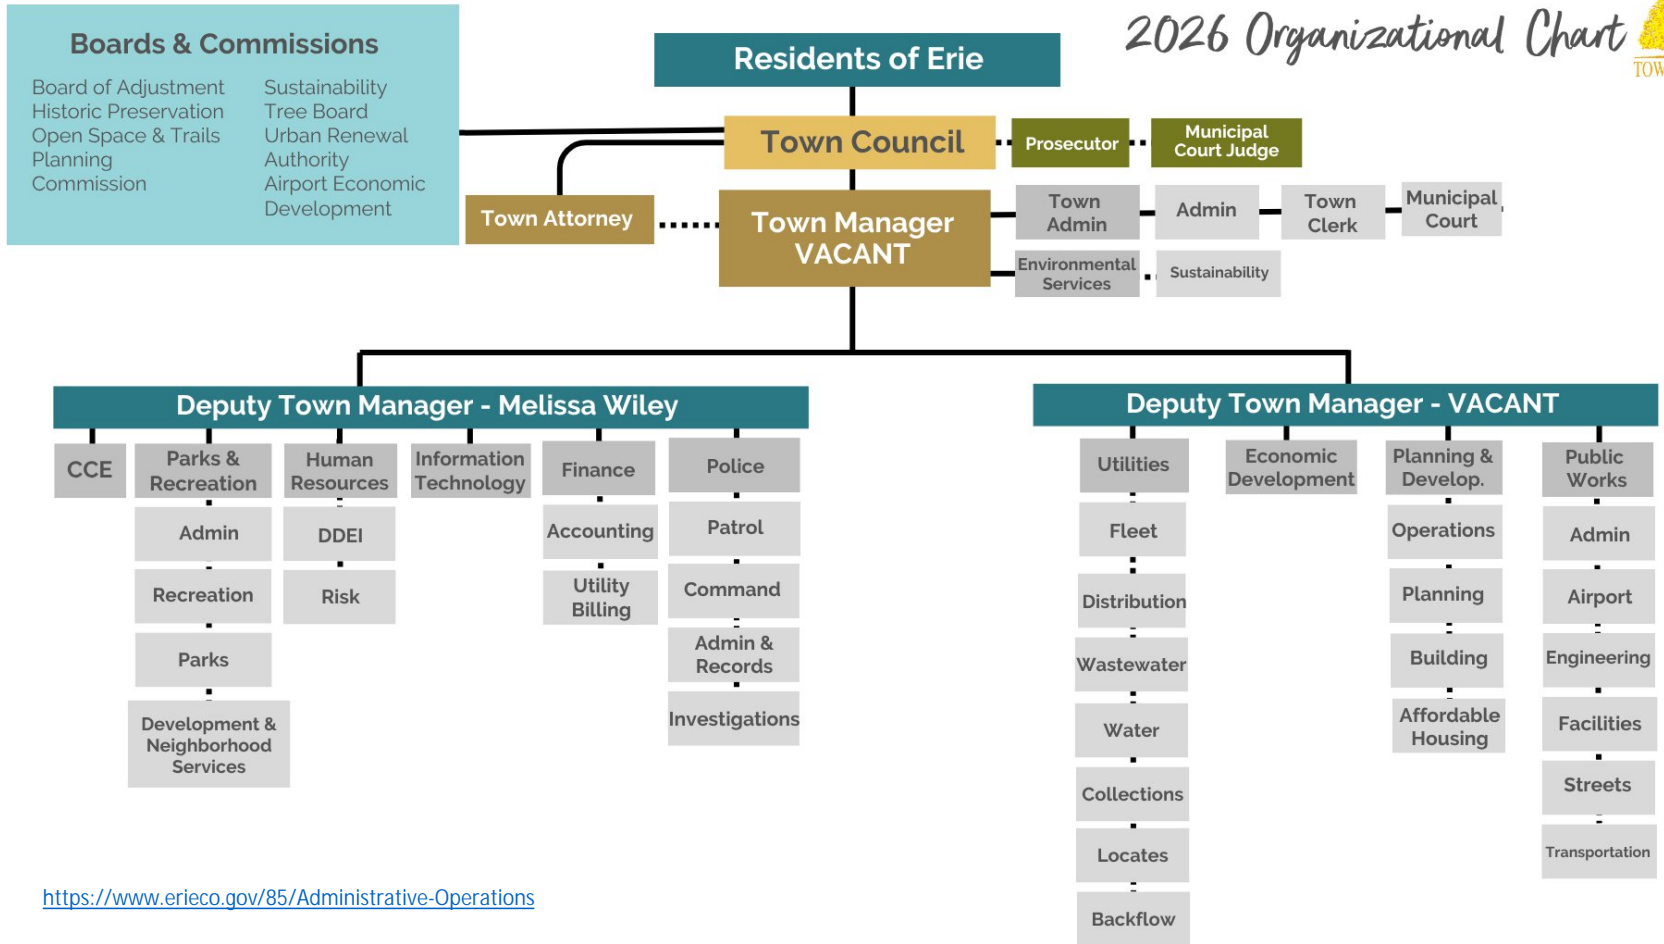 2026 Organizational Chart
TOW
Boards & Commissions
Board of Adjustment
Historic Preservation
Open Space & Trails
Planning
Commission
Sustainability
Tree Board
Urban Renewal
Authority
Airport Economic
Development
Residents of Erie
Town Council
Prosecutor
Municipal
Court Judge
Town Attorney
Town Manager
VACANT
Town
Admin
Admin
Town
Clerk
Municipal
Court
Environmental
Services
Sustainability
Deputy Town Manager - Melissa Wiley
CCE
Parks &
Recreation
Admin
Recreation
Parks
Development &
Neighborhood
Services
Human
Resources
DDEI
Risk
Information
Technology
Finance
Accounting
Utility
Billing
Police
Patrol
Command
Admin &
Records
Investigations
Deputy Town Manager - VACANT
Utilities
Fleet
Distribution
Wastewater
Water
Collections
Locates
Backflow
Economic
Development
Planning &
Develop.
Operations
Planning
Building
Affordable
Housing
Public
Works
Admin
Airport
Engineering
Facilities
Streets
Transportation
https://www.erieco.gov/85/Administrative-Operations